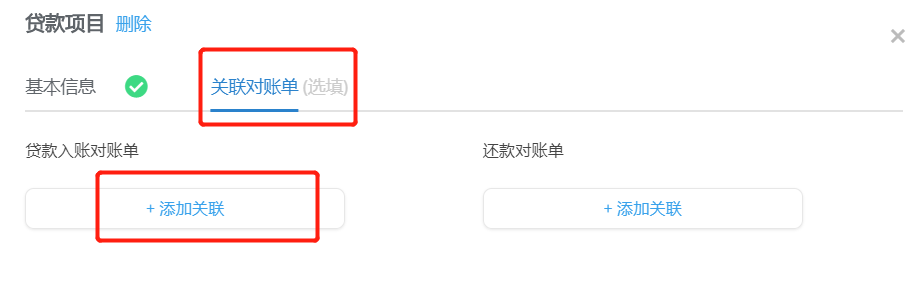 贷款项目 删除
基本信息 关联对账单 (选填)
贷款入账对账单 还款对账单
+ 添加关联 + 添加关联